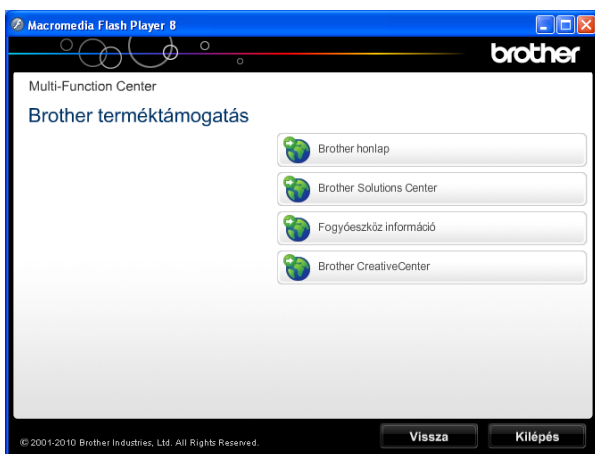 Macromedia Flash Player 8
brother
Multi-Function Center
Brother terméktámogatás
Brother honlap
Brother Solutions Center
Fogyóeszköz információ
Brother CreativeCenter
© 2001-2010 Brother Industries, Ltd. All Rights Reserved.
Vissza
Kilépés